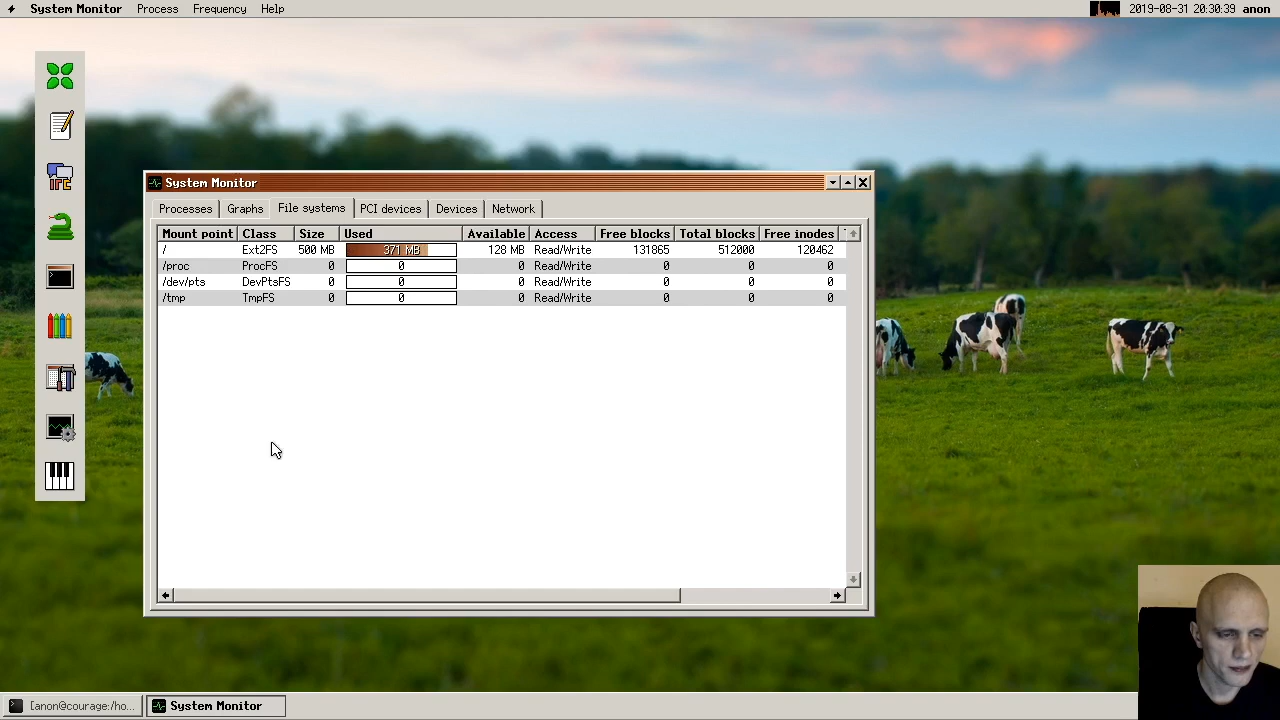 System Monitor Process Frequency Help 2019-08-31 20:30:39 anon
IRC
System Monitor
Processes Graphs File systems PCI devices Devices Network
Mount point Class Size Used Available Access Free blocks Total blocks Free inodes
/ Ext2FS 500 MB 371 MB 128 MB Read/Write 131865 512000 120462
/proc ProcFS 0 0 0 Read/Write 0 0 0
/dev/pts DevPtsFS 0 0 0 Read/Write 0 0 0
/tmp TmpFS 0 0 0 Read/Write 0 0 0
[anon@courage:/ho... System Monitor